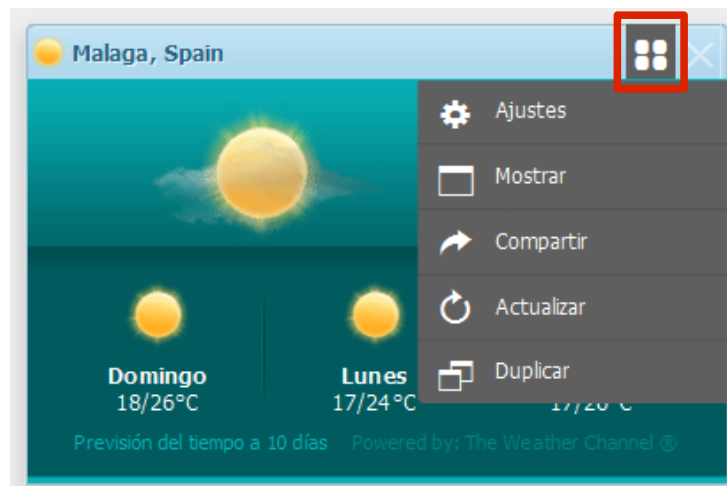 Malaga, Spain
Ajustes
Mostrar
Compartir
Actualizar
Duplicar
Domingo
Lunes
18/26°C
17/24°C
Previsión del tiempo a 10 días
Powered by: The Weather Channel ®